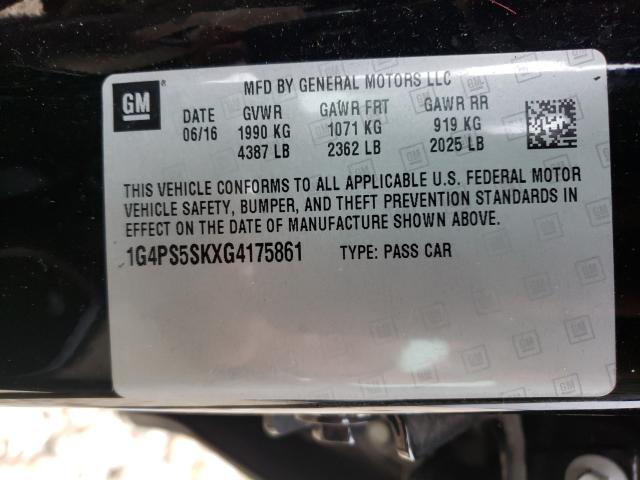 GM
MFD BY GENERAL MOTORS LLC
DATE GVWR GAWR FRT GAWR RR
06/16 1990 KG 1071 KG 919 KG
4387 LB 2362 LB 2025 LB
THIS VEHICLE CONFORMS TO ALL APPLICABLE U.S. FEDERAL MOTOR
VEHICLE SAFETY, BUMPER, AND THEFT PREVENTION STANDARDS IN
EFFECT ON THE DATE OF MANUFACTURE SHOWN ABOVE.
1G4PS5SKXG4175861 TYPE: PASS CAR